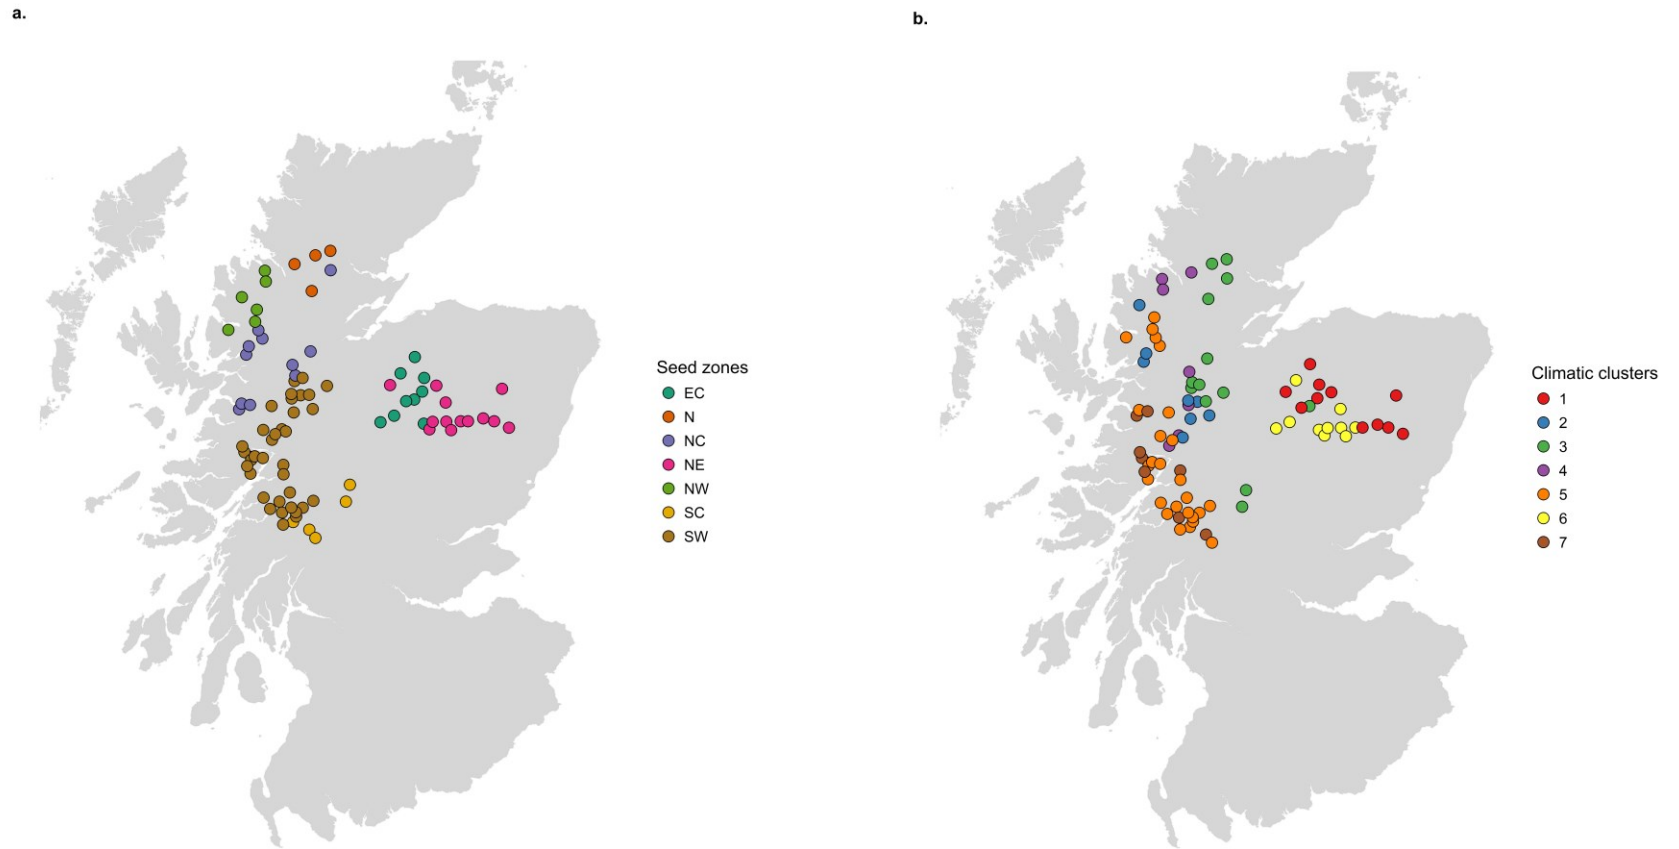 a.
b.
Seed zones
EC
N
NC
NE
NW
SC
SW
Climatic clusters
1
2
3
4
5
6
7